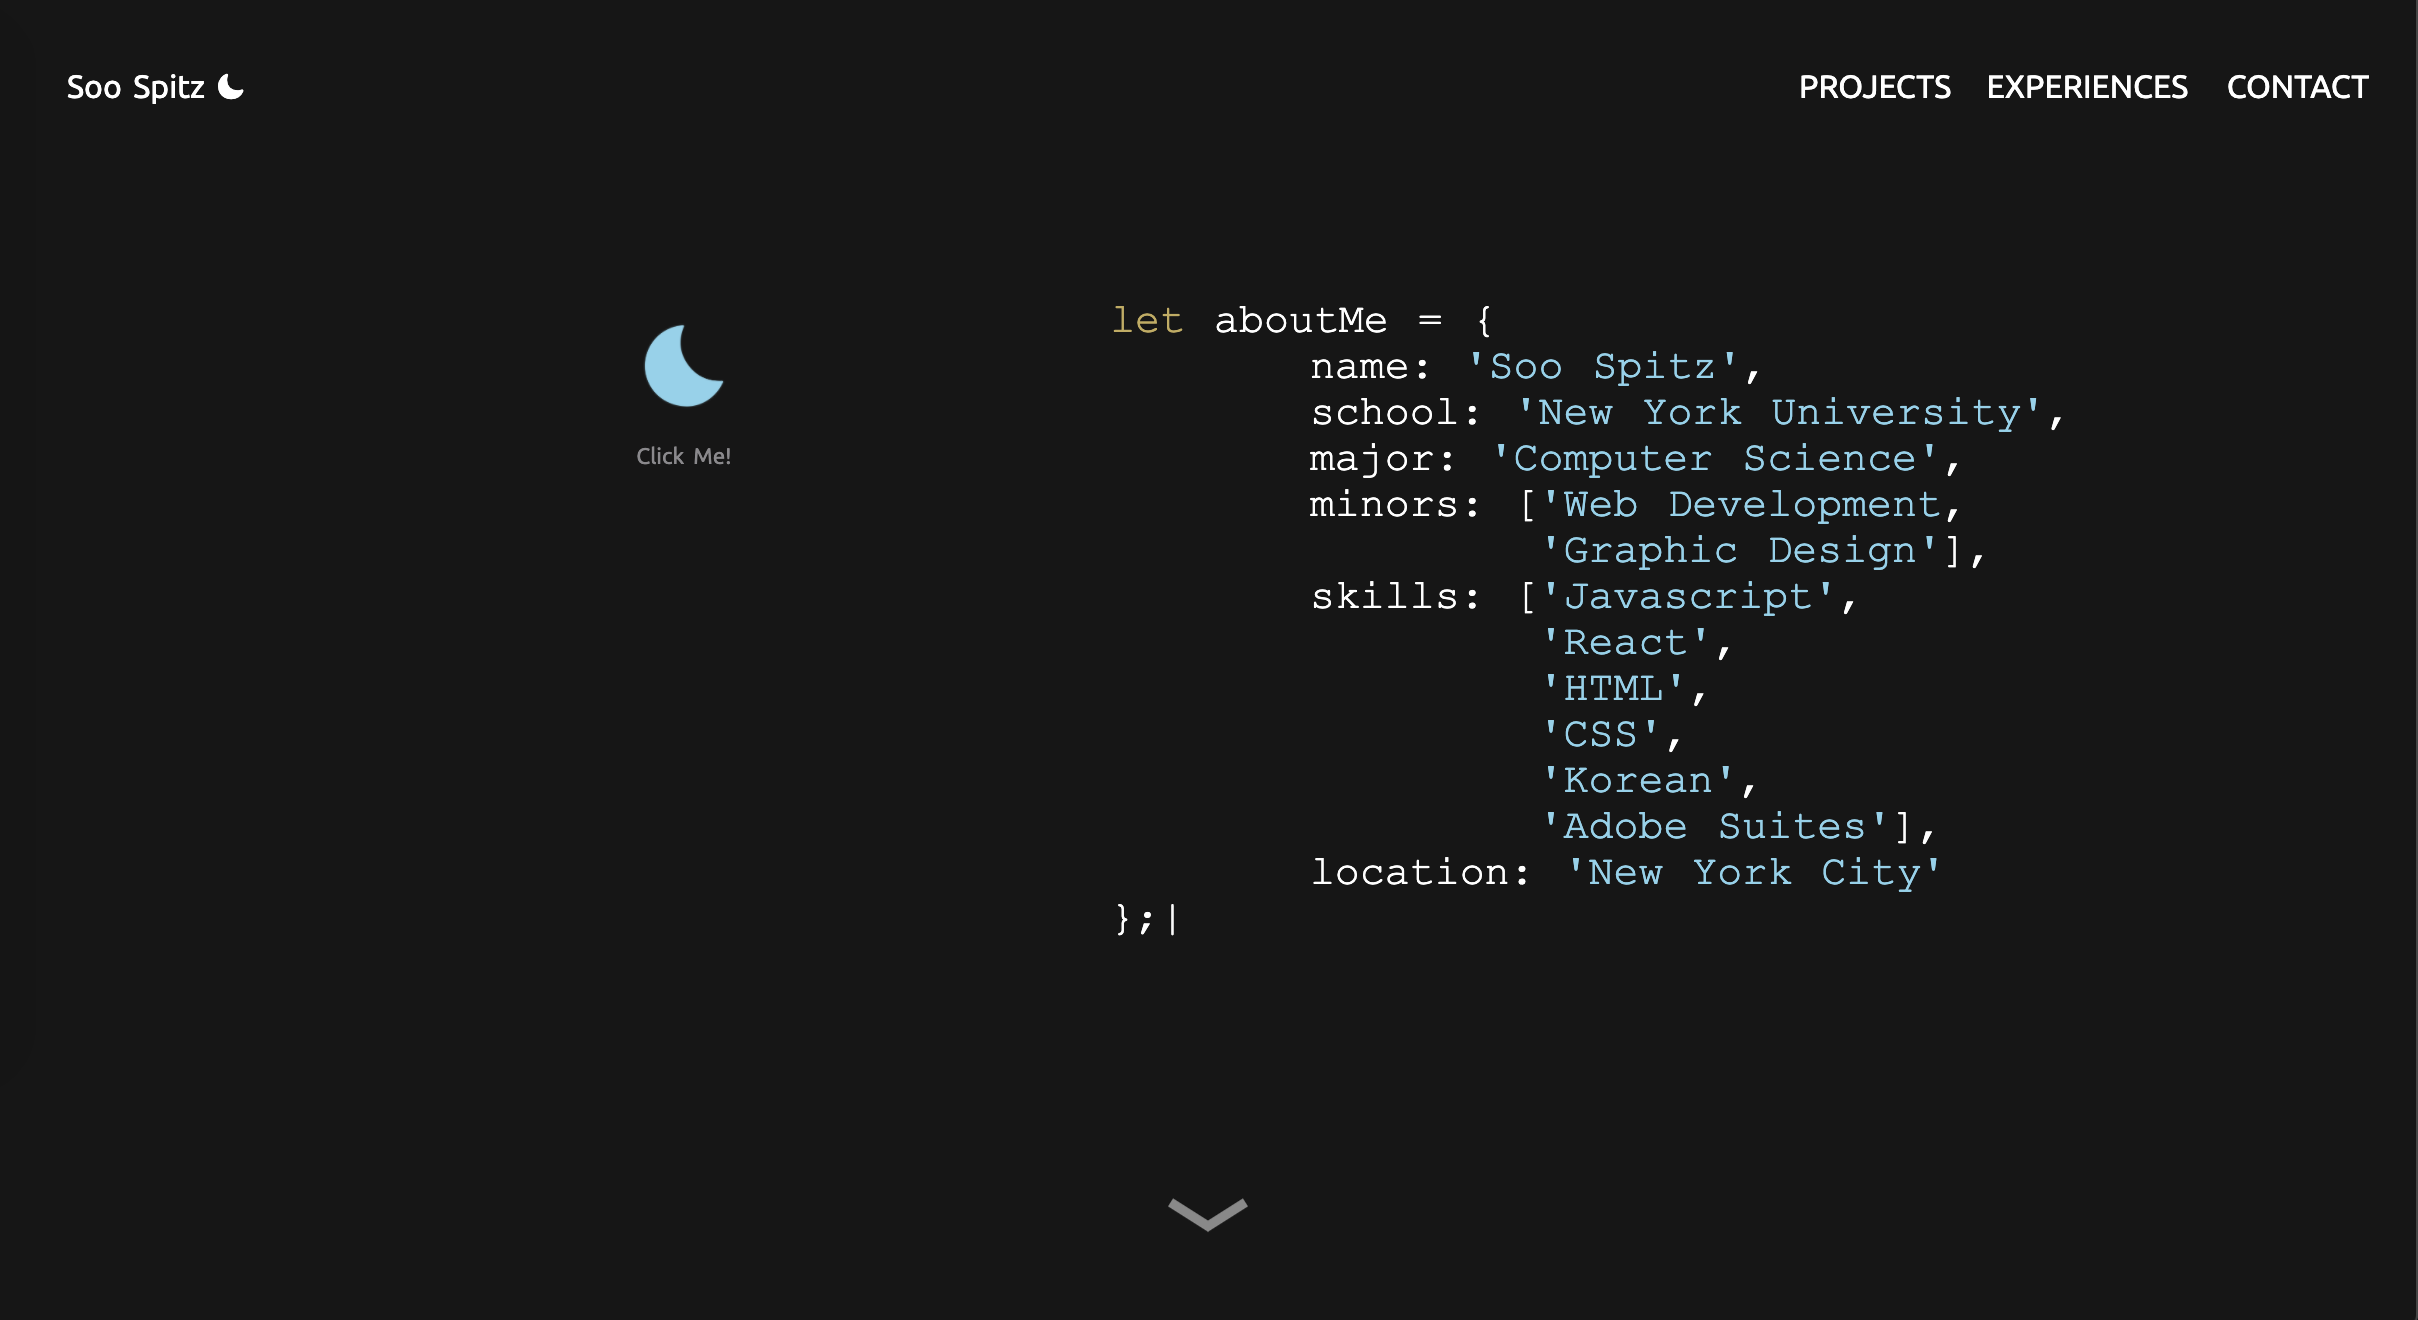 Soo Spitz
PROJECTS EXPERIENCES CONTACT
Click Me!
let aboutMe = {
name: 'Soo Spitz',
school: 'New York University',
major: 'Computer Science',
minors: ['Web Development,
'Graphic Design'],
skills: ['Javascript',
'React',
'HTML',
'CSS',
'Korean',
'Adobe Suites'],
location: 'New York City'
};|